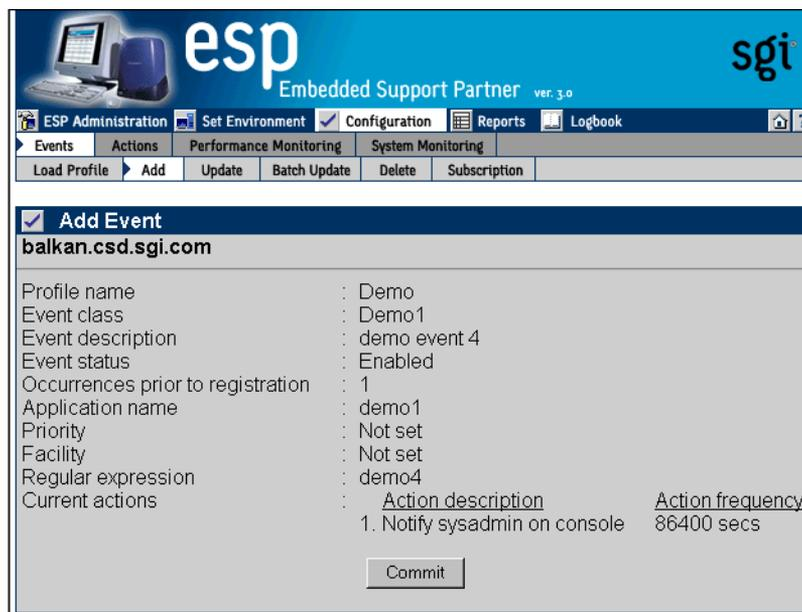 esp
Embedded Support Partner ver. 3.0
sgi
ESP Administration Set Environment Configuration Reports Logbook
Events Actions Performance Monitoring System Monitoring
Load Profile Add Update Batch Update Delete Subscription
Add Event
balkan.csd.sgi.com
Profile name : Demo
Event class : Demo1
Event description : demo event 4
Event status : Enabled
Occurrences prior to registration : 1
Application name : demo1
Priority : Not set
Facility : Not set
Regular expression : demo4
Current actions : Action description Action frequency
1. Notify sysadmin on console 86400 secs
Commit